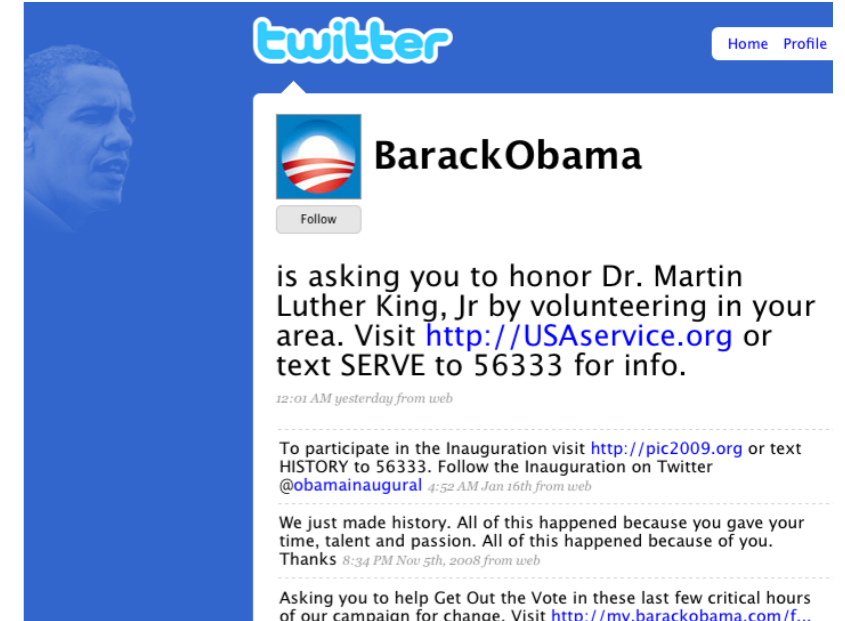 twitter
Home Profile
BarackObama
Follow
is asking you to honor Dr. Martin
Luther King, Jr by volunteering in your
area. Visit http://USAservice.org or
text SERVE to 56333 for info.
12:01 AM yesterday from web
To participate in the Inauguration visit http://pic2009.org or text
HISTORY to 56333. Follow the Inauguration on Twitter
@obamainaugural 4:52 AM Jan 16th from web
We just made history. All of this happened because you gave your
time, talent and passion. All of this happened because of you.
Thanks 8:34 PM Nov 5th, 2008 from web
Asking you to help Get Out the Vote in these last few critical hours
of our campaign for change. Visit http://my.barackobama.com/f...